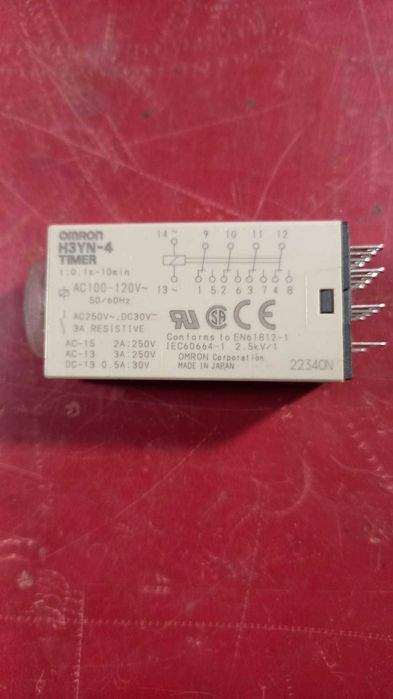 OMRON
H3YN-4
TIMER
t:0.1s-10min
AC100-120V~
50/60Hz
AC250V~,DC30V⎓
3A RESISTIVE
AC-15 2A:250V
AC-13 3A:250V
DC-13 0.5A:30V
14~ 9 10 11 12
13~ 1 5 2 6 3 7 4 8
RU SA CE
Conforms to EN61812-1
IEC60664-1 2.5kV/1
OMRON Corporation
MADE IN JAPAN
22340N